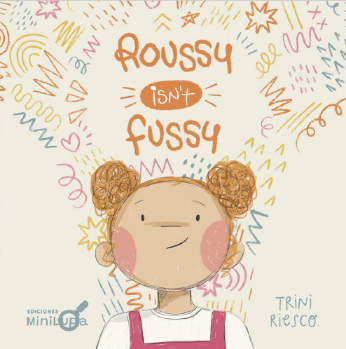 ROUSSY
isn't
fussy
EDICIONES
MiniLupa
TRINI
RIESCO.